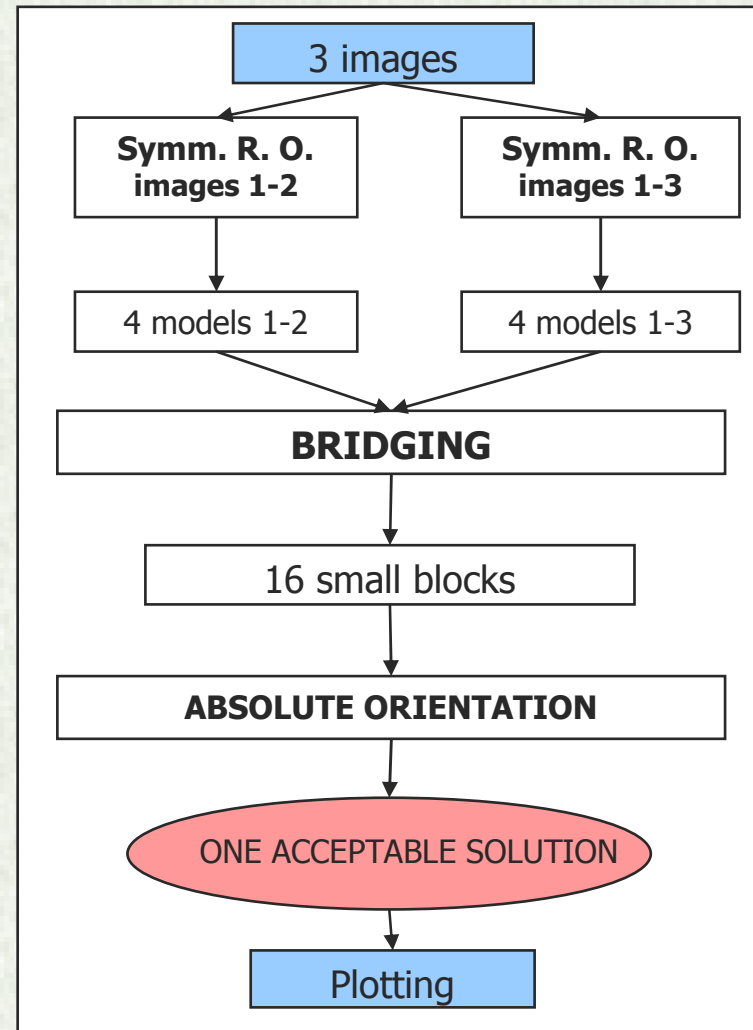 3 images
Symm. R. O.
images 1-2
Symm. R. O.
images 1-3
4 models 1-2
4 models 1-3
BRIDGING
16 small blocks
ABSOLUTE ORIENTATION
ONE ACCEPTABLE SOLUTION
Plotting